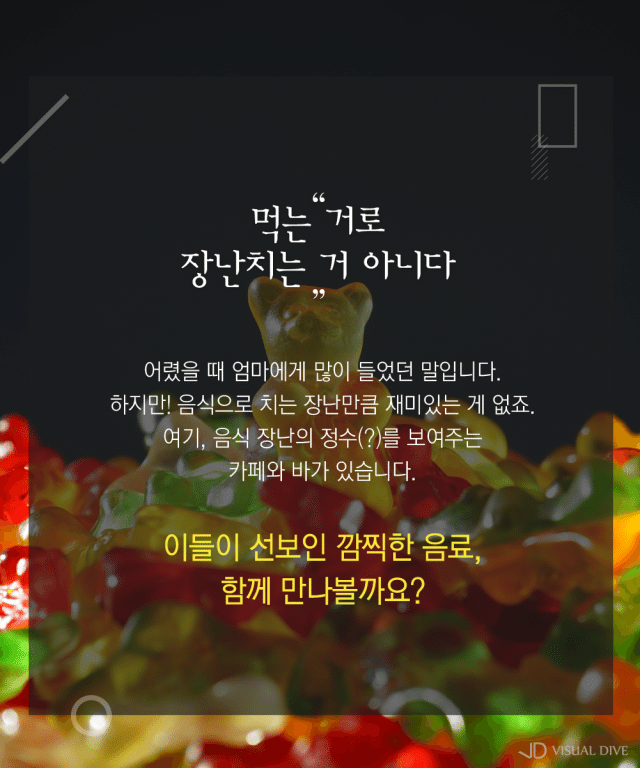 “
먹는 거로
장난치는 거 아니다
”
어렸을 때 엄마에게 많이 들었던 말입니다.
하지만! 음식으로 치는 장난만큼 재미있는 게 없죠.
여기, 음식 장난의 정수(?)를 보여주는
카페와 바가 있습니다.
이들이 선보인 깜찍한 음료,
함께 만나볼까요?
VISUAL DIVE